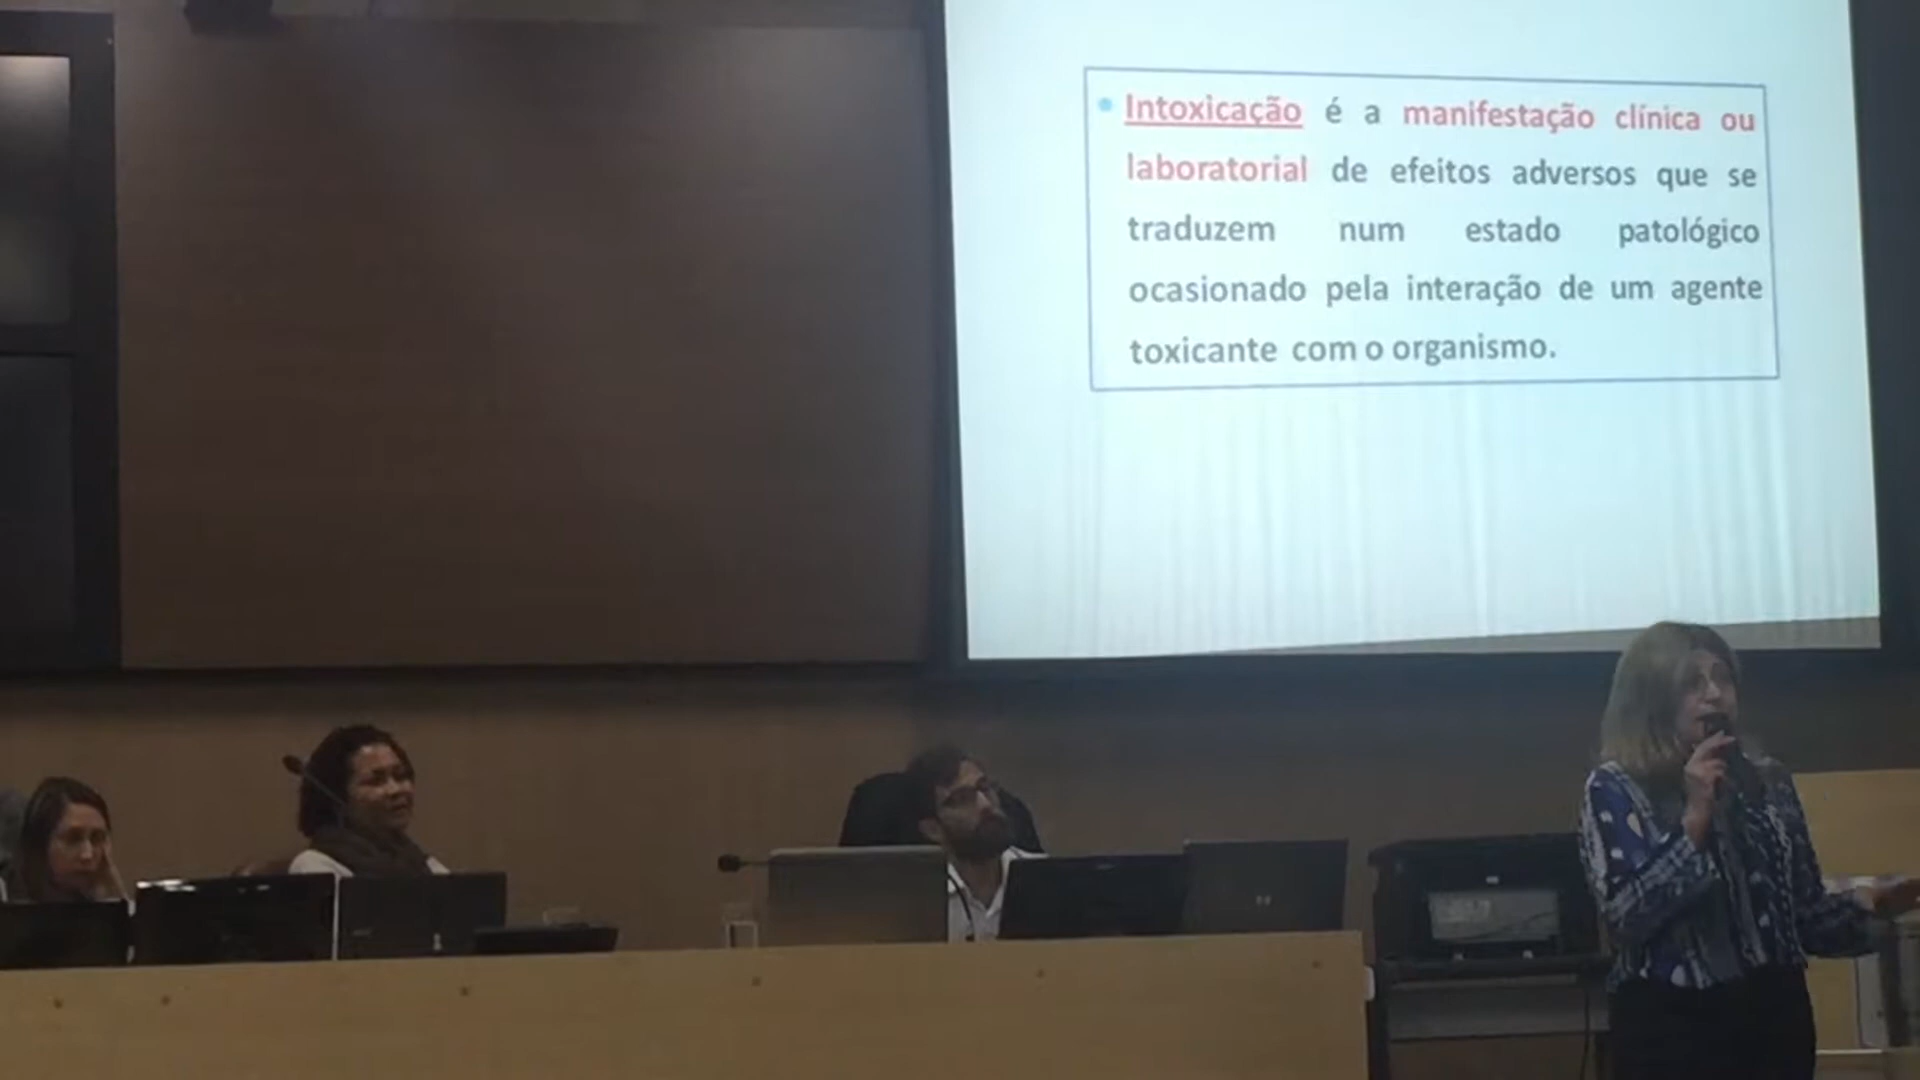 • Intoxicação é a manifestação clínica ou
laboratorial de efeitos adversos que se
traduzem num estado patológico
ocasionado pela interação de um agente
toxicante com o organismo.